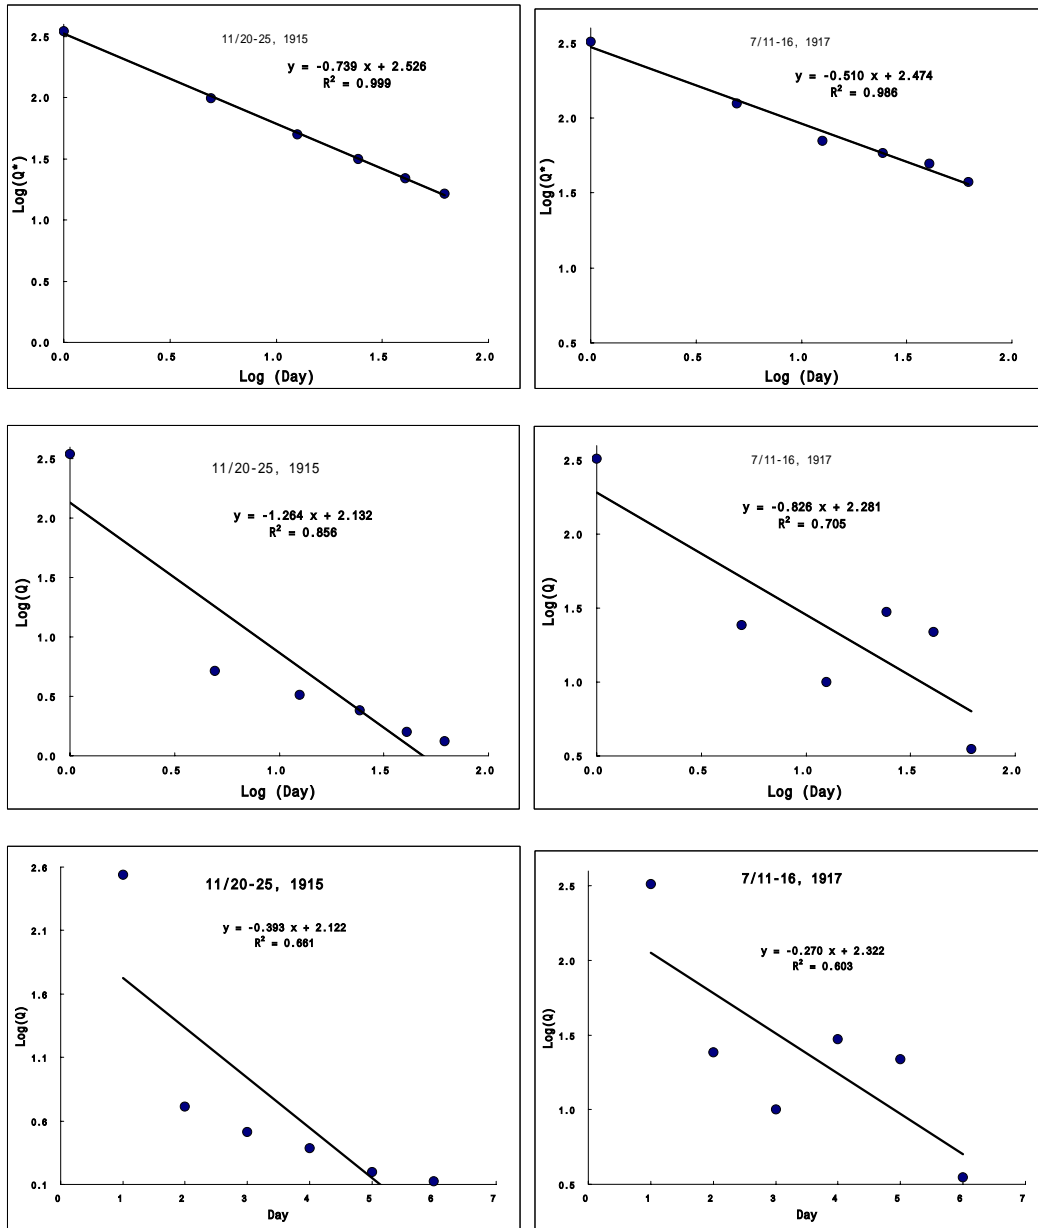 11/20-25, 1915
y = -0.739 x + 2.526
R² = 0.999
Log(Q*)
2.5
2.0
1.5
1.0
0.5
0.0
0.0 0.5 1.0 1.5 2.0
Log (Day)
7/11-16, 1917
y = -0.510 x + 2.474
R² = 0.986
Log(Q*)
2.5
2.0
1.5
1.0
0.5
0.0 0.5 1.0 1.5 2.0
Log (Day)
11/20-25, 1915
y = -1.264 x + 2.132
R² = 0.856
Log(Q)
2.5
2.0
1.5
1.0
0.5
0.0
0.0 0.5 1.0 1.5 2.0
Log (Day)
7/11-16, 1917
y = -0.826 x + 2.281
R² = 0.705
Log(Q)
2.5
2.0
1.5
1.0
0.5
0.0 0.5 1.0 1.5 2.0
Log (Day)
11/20-25, 1915
y = -0.393 x + 2.122
R² = 0.661
Log(Q)
2.6
2.1
1.6
1.1
0.6
0.1
0 1 2 3 4 5 6 7
Day
7/11-16, 1917
y = -0.270 x + 2.322
R² = 0.603
Log(Q)
2.5
2.0
1.5
1.0
0.5
0 1 2 3 4 5 6 7
Day